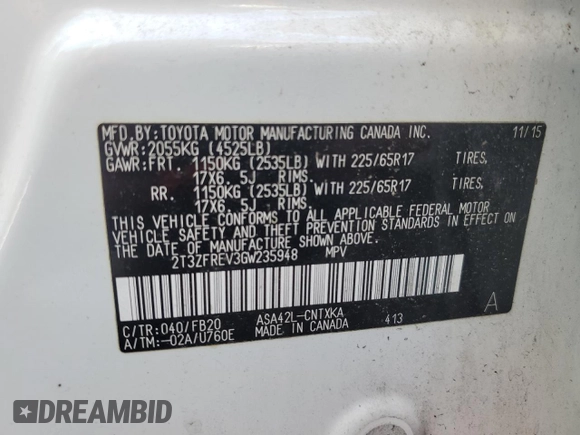 MFD.BY:TOYOTA MOTOR MANUFACTURING CANADA INC. 11/15
GVWR:2055KG (4525LB)
GAWR:FRT. 1150KG (2535LB) WITH 225/65R17 TIRES.
17X6.5J RIMS.
RR. 1150KG (2535LB) WITH 225/65R17 TIRES.
17X6.5J RIMS.
THIS VEHICLE CONFORMS TO ALL APPLICABLE FEDERAL MOTOR
VEHICLE SAFETY AND THEFT PREVENTION STANDARDS IN EFFECT ON
THE DATE OF MANUFACTURE SHOWN ABOVE.
2T3ZFREV3GW235948 MPV
A
C/TR:040/FB20 ASA42L-CNTXKA 413
A/TM:-02A/U760E MADE IN CANADA
DREAMBID